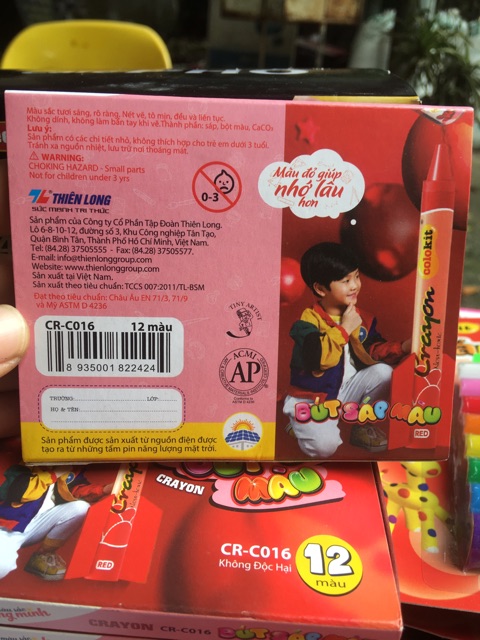 Màu sắc tươi sáng, rõ ràng, Nét vẽ, tô mịn, đều và liên tục.
Không dính, không làm bẩn tay khi vẽ.Thành phần: sáp, bột màu, CaCO₃
Lưu ý:
Sản phẩm có các chi tiết nhỏ, không thích hợp cho trẻ em dưới 3 tuổi.
Tránh xa nguồn nhiệt, lưu trữ nơi thoáng mát.
WARNING:
CHOKING HAZARD - Small parts
Not for children under 3 yrs
0-3
THIÊN LONG
SỨC MẠNH TRI THỨC
Sản phẩm của Công ty Cổ Phần Tập Đoàn Thiên Long.
Lô 6-8-10-12, đường số 3, Khu Công nghiệp Tân Tạo,
Quận Bình Tân, Thành Phố Hồ Chí Minh, Việt Nam.
Tel: (84.28) 37505555 - Fax: (84.28) 37505577.
E-mail: info@thienlonggroup.com
Website: www.thienlonggroup.com
Sản xuất tại Việt Nam.
Sản xuất theo tiêu chuẩn: TCCS 007:2011/TL-BSM
Đạt theo tiêu chuẩn: Châu Âu EN 71/3, 71/9
và Mỹ ASTM D 4236
CR-C016 12 màu
8 935001 822424
TRƯỜNG: LỚP:
HỌ & TÊN:
TINY ARTIST
ACMI
AP
Sản phẩm được sản xuất từ nguồn điện được
tạo ra từ những tấm pin năng lượng mặt trời.
Màu đỏ giúp
nhớ lâu
hơn
colokit
Crayon
BÚT SÁP MÀU
RED
CRAYON
MÀU
Crayon
RED
CR-C016
Không Độc Hại
12
màu
CRAYON CR-C016